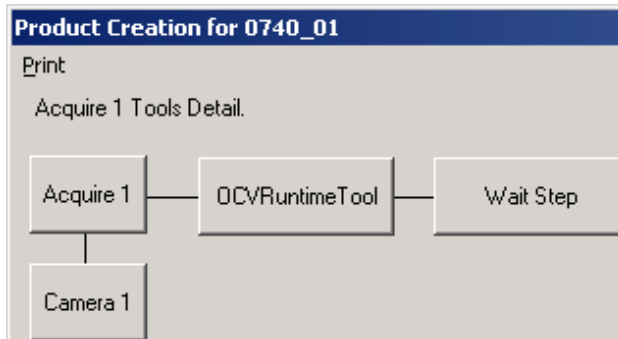 Product Creation for 0740_01
Print
Acquire 1 Tools Detail.
Acquire 1
OCVRuntimeTool
Wait Step
Camera 1